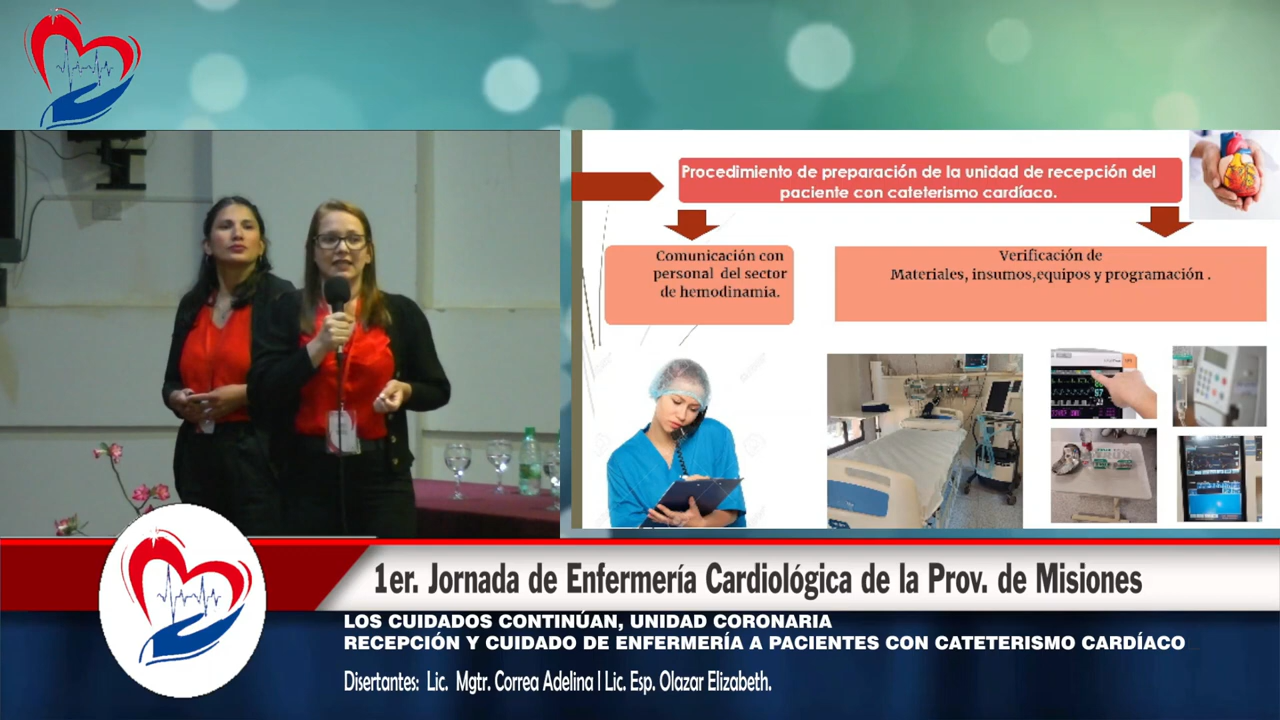 Procedimiento de preparación de la unidad de recepción del
paciente con cateterismo cardíaco.
Comunicación con
personal del sector
de hemodinamia.
Verificación de
Materiales, insumos,equipos y programación .
1er. Jornada de Enfermería Cardiológica de la Prov. de Misiones
LOS CUIDADOS CONTINÚAN, UNIDAD CORONARIA
RECEPCIÓN Y CUIDADO DE ENFERMERÍA A PACIENTES CON CATETERISMO CARDÍACO
Disertantes: Lic. Mgtr. Correa Adelina l Lic. Esp. Olazar Elizabeth.